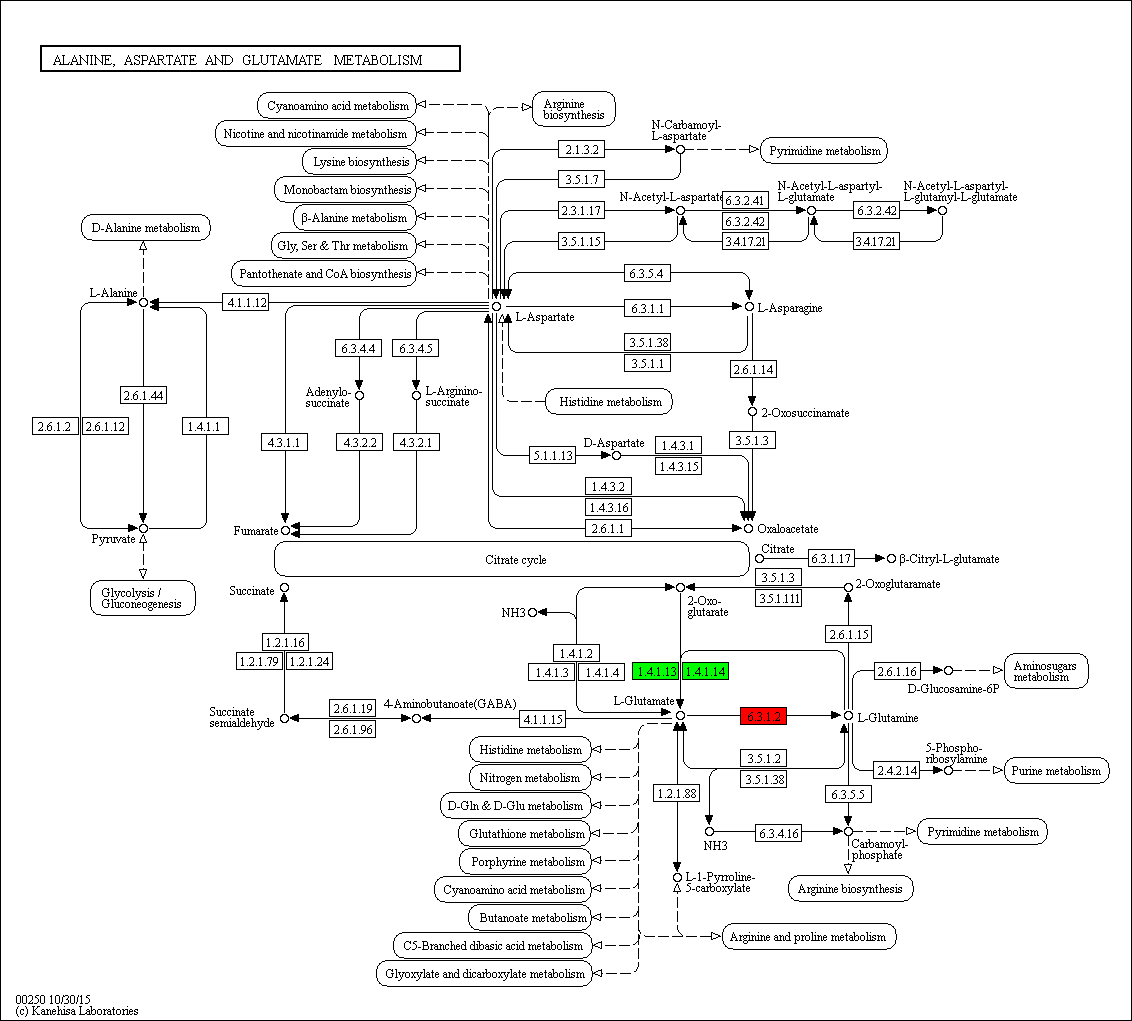 ALANINE, ASPARTATE AND GLUTAMATE METABOLISM
Cyanoamino acid metabolism
Arginine
biosynthesis
Nicotine and nicotinamide metabolism
Lysine biosynthesis
Monobactam biosynthesis
β-Alanine metabolism
Gly, Ser & Thr metabolism
Pantothenate and CoA biosynthesis
N-Carbamoyl-
L-aspartate
2.1.3.2
Pyrimidine metabolism
3.5.1.7
N-Acetyl-L-aspartate
6.3.2.41
N-Acetyl-L-aspartyl-
L-glutamate
N-Acetyl-L-aspartyl-
L-glutamyl-L-glutamate
2.3.1.17
6.3.2.42
6.3.2.42
3.5.1.15
3.4.17.21
3.4.17.21
D-Alanine metabolism
L-Alanine
4.1.1.12
6.3.5.4
L-Aspartate
6.3.1.1
L-Asparagine
3.5.1.38
3.5.1.1
6.3.4.4
6.3.4.5
2.6.1.14
Adenylo-
succinate
L-Arginino-
succinate
Histidine metabolism
2-Oxosuccinamate
2.6.1.44
2.6.1.2
2.6.1.12
1.4.1.1
4.3.1.1
4.3.2.2
4.3.2.1
5.1.1.13
D-Aspartate
1.4.3.1
1.4.3.15
3.5.1.3
1.4.3.2
1.4.3.16
2.6.1.1
Oxaloacetate
Pyruvate
Fumarate
Citrate cycle
Citrate
6.3.1.17
β-Citryl-L-glutamate
Glycolysis /
Gluconeogenesis
Succinate
2-Oxo-
glutarate
3.5.1.3
3.5.1.111
2-Oxoglutaramate
NH3
1.2.1.16
1.2.1.79
1.2.1.24
1.4.1.2
1.4.1.3
1.4.1.4
1.4.1.13
1.4.1.14
2.6.1.15
2.6.1.16
D-Glucosamine-6P
Aminosugars
metabolism
Succinate
semialdehyde
2.6.1.19
2.6.1.96
4-Aminobutanoate(GABA)
4.1.1.15
L-Glutamate
6.3.1.2
L-Glutamine
Histidine metabolism
Nitrogen metabolism
D-Gln & D-Glu metabolism
Glutathione metabolism
Porphyrine metabolism
Cyanoamino acid metabolism
Butanoate metabolism
C5-Branched dibasic acid metabolism
Glyoxylate and dicarboxylate metabolism
3.5.1.2
3.5.1.38
5-Phospho-
ribosylamine
2.4.2.14
Purine metabolism
1.2.1.88
6.3.5.5
NH3
6.3.4.16
Carbamoyl-
phosphate
Pyrimidine metabolism
L-1-Pyrroline-
5-carboxylate
Arginine biosynthesis
Arginine and proline metabolism
00250 10/30/15
(c) Kanehisa Laboratories